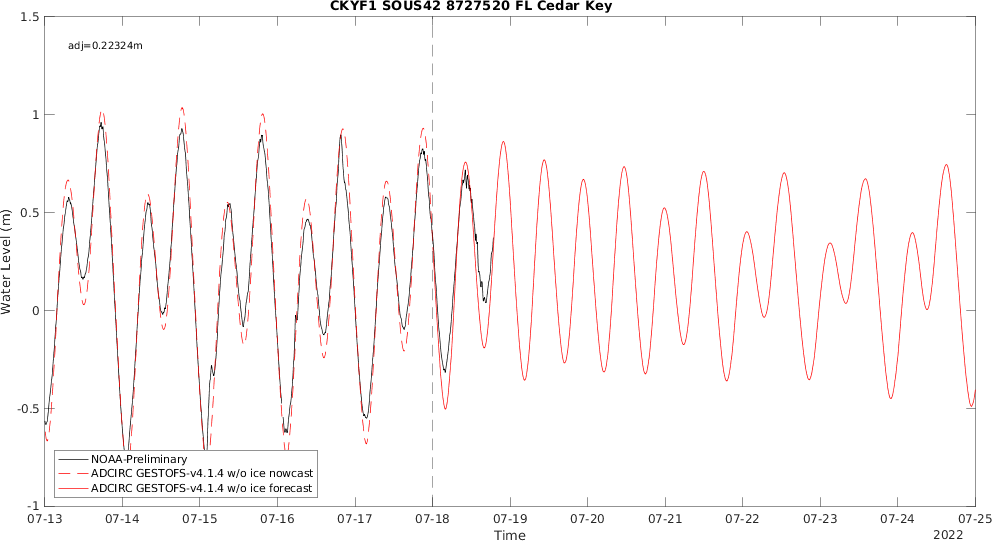 CKYF1 SOUS42 8727520 FL Cedar Key
1.5
adj=0.22324m
1
0.5
0
-0.5
-1
Water Level (m)
NOAA-Preliminary
ADCIRC GESTOFS-v4.1.4 w/o ice nowcast
ADCIRC GESTOFS-v4.1.4 w/o ice forecast
07-13 07-14 07-15 07-16 07-17 07-18 07-19 07-20 07-21 07-22 07-23 07-24 07-25
Time
2022